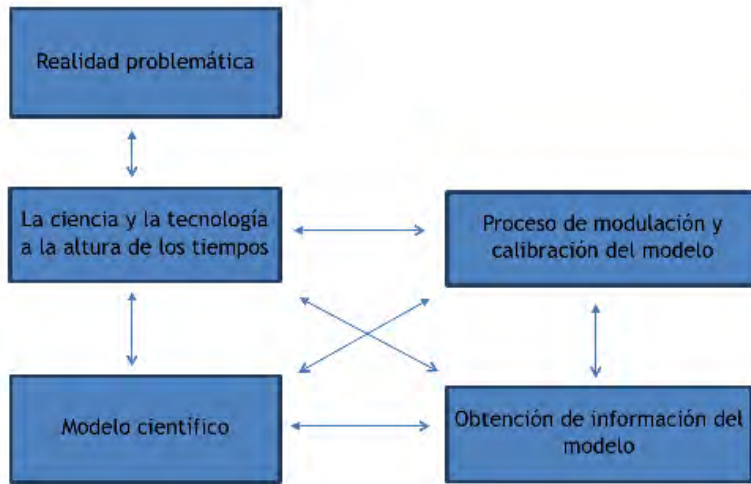 Realidad problemática
La ciencia y la tecnología
a la altura de los tiempos
Proceso de modulación y
calibración del modelo
Modelo científico
Obtención de información del
modelo